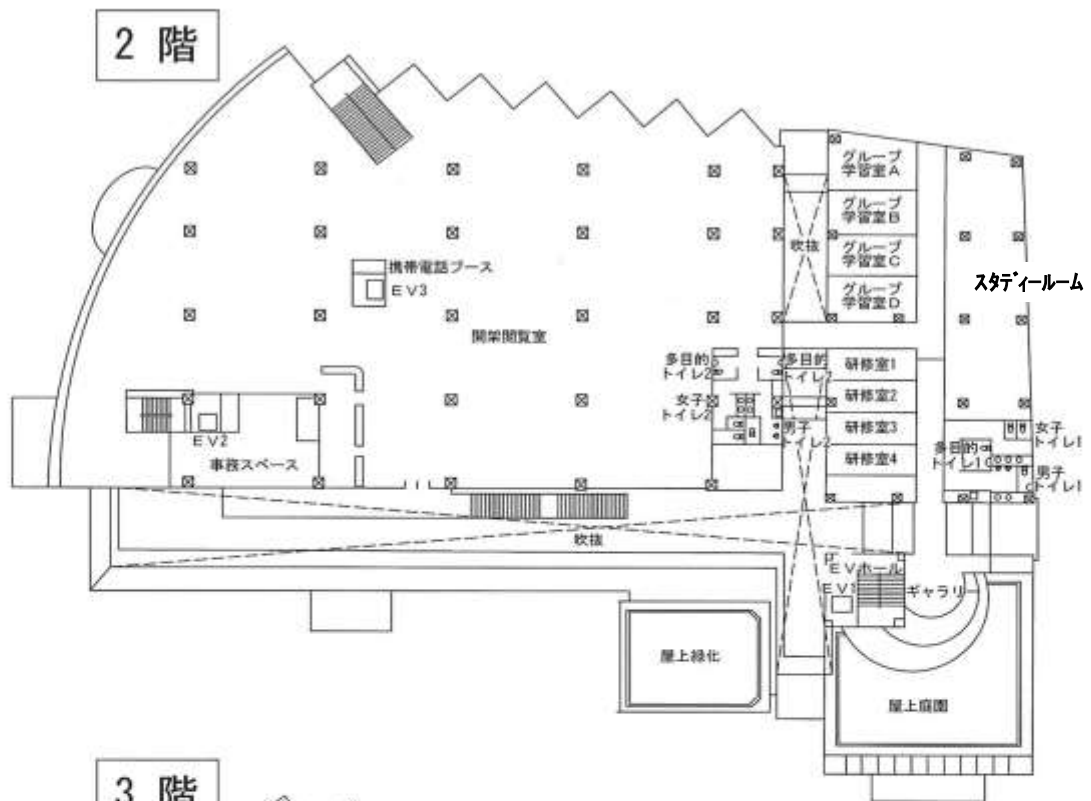 2 階
グループ
学習室A
グループ
学習室B
吹抜
グループ
学習室C
携帯電話ブース
EV3
グループ
学習室D
スタディールーム
開架閲覧室
多目的
トイレ2
多目的
トイレ2
研修室1
研修室2
女子
トイレ2
男子
トイレ2
研修室3
研修室4
EV2
事務スペース
多目的
トイレ1
女子
トイレ1
男子
トイレ1
吹抜
EVホール
EV1
ギャラリー
屋上緑化
屋上庭園
3 階